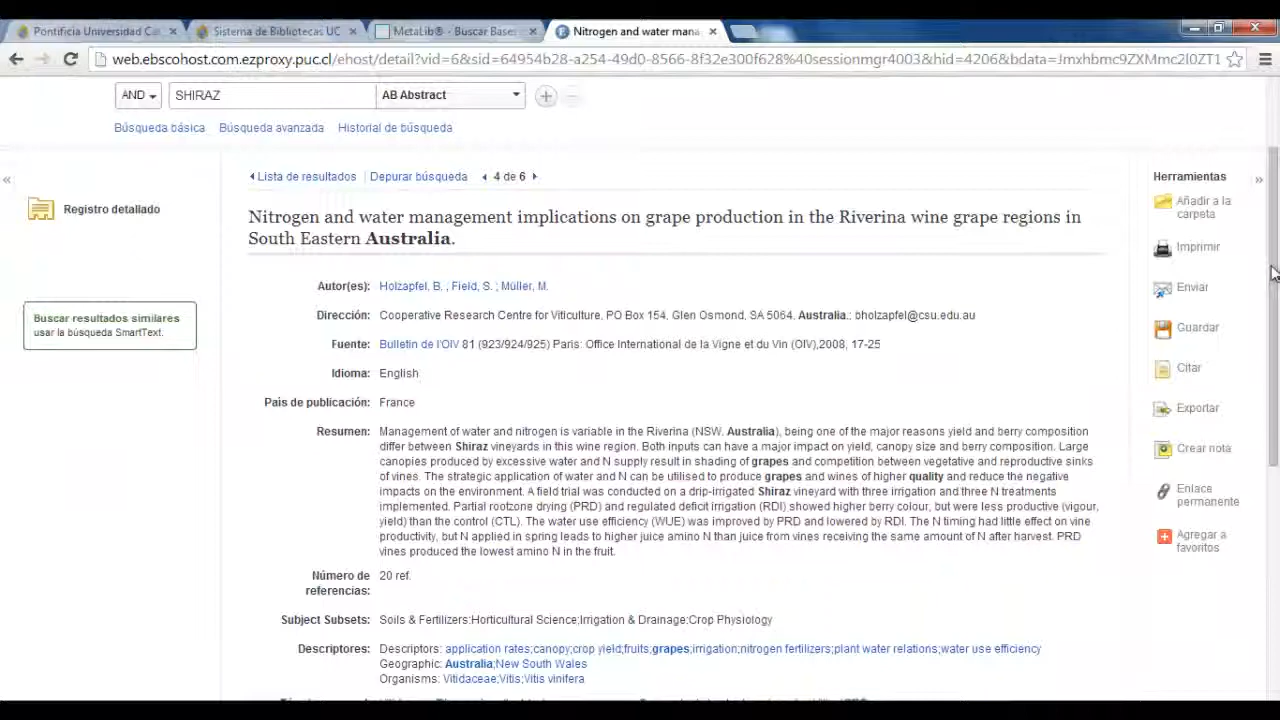 Pontificia Universidad Ca
Sistema de Bibliotecas UC
MetaLib® - Buscar Bases
Nitrogen and water mana
web.ebscohost.com.ezproxy.puc.cl/ehost/detail?vid=6&sid=64954b28-a254-49d0-8566-8f32e300f628%40sessionmgr4003&hid=4206&bdata=Jmxhbmc9ZXMmc2l0ZT1
AND SHIRAZ AB Abstract
Búsqueda básica Búsqueda avanzada Historial de búsqueda
« Lista de resultados Depurar búsqueda 4 de 6 Herramientas »
Registro detallado
Buscar resultados similares
usar la búsqueda SmartText.
Nitrogen and water management implications on grape production in the Riverina wine grape regions in
South Eastern Australia.
Autor(es): Holzapfel, B. ; Field, S. ; Müller, M.
Dirección: Cooperative Research Centre for Viticulture, PO Box 154, Glen Osmond, SA 5064, Australia.; bholzapfel@csu.edu.au
Fuente: Bulletin de l'OIV 81 (923/924/925) Paris: Office International de la Vigne et du Vin (OIV),2008, 17-25
Idioma: English
País de publicación: France
Resumen: Management of water and nitrogen is variable in the Riverina (NSW, Australia), being one of the major reasons yield and berry composition
differ between Shiraz vineyards in this wine region. Both inputs can have a major impact on yield, canopy size and berry composition. Large
canopies produced by excessive water and N supply result in shading of grapes and competition between vegetative and reproductive sinks
of vines. The strategic application of water and N can be utilised to produce grapes and wines of higher quality and reduce the negative
impacts on the environment. A field trial was conducted on a drip-irrigated Shiraz vineyard with three irrigation and three N treatments
implemented. Partial rootzone drying (PRD) and regulated deficit irrigation (RDI) showed higher berry colour, but were less productive (vigour,
yield) than the control (CTL). The water use efficiency (WUE) was improved by PRD and lowered by RDI. The N timing had little effect on vine
productivity, but N applied in spring leads to higher juice amino N than juice from vines receiving the same amount of N after harvest. PRD
vines produced the lowest amino N in the fruit.
Número de
referencias:
20 ref.
Subject Subsets: Soils & Fertilizers;Horticultural Science;Irrigation & Drainage;Crop Physiology
Descriptores: Descriptors: application rates;canopy;crop yield;fruits;grapes;irrigation;nitrogen fertilizers;plant water relations;water use efficiency
Geographic: Australia;New South Wales
Organisms: Vitidaceae;Vitis;Vitis vinifera
Añadir a la
carpeta
Imprimir
Enviar
Guardar
Citar
Exportar
Crear nota
Enlace
permanente
Agregar a
favoritos